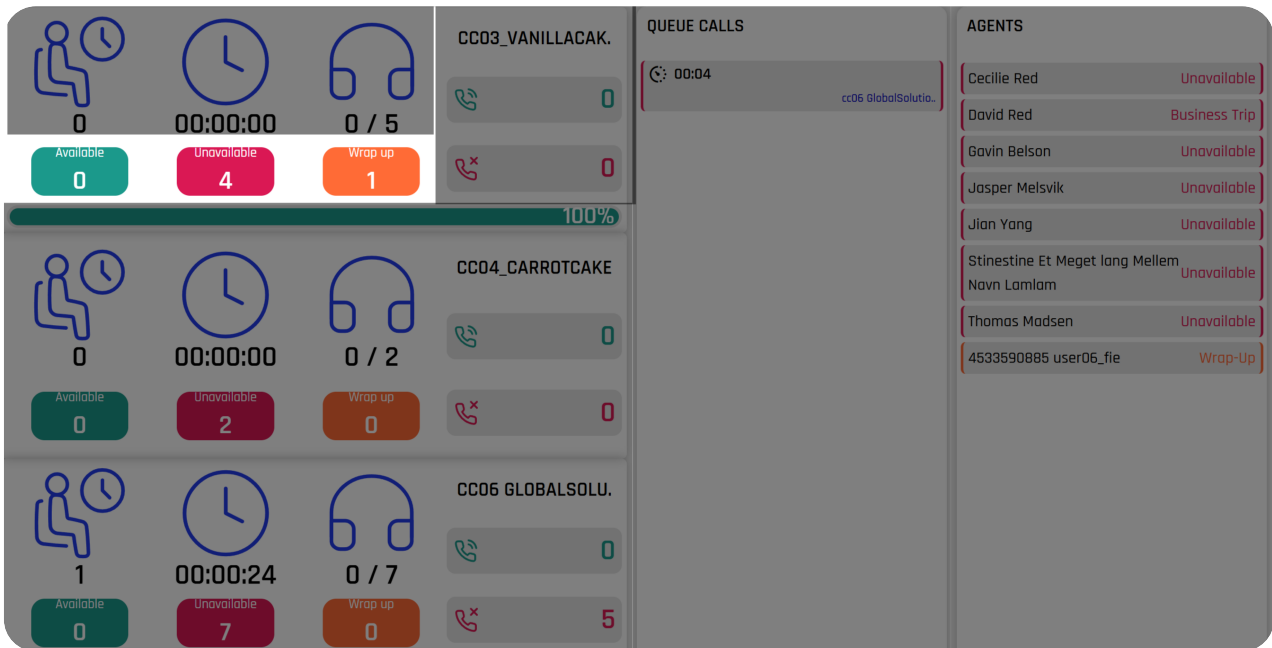 CC03_VANILLACAK.
0
0
0
00:00:00
0 / 5
Available
0
Unavailable
4
Wrap up
1
100%
CC04_CARROTCAKE
0
0
0
00:00:00
0 / 2
Available
0
Unavailable
2
Wrap up
0
CC06 GLOBALSOLU.
0
5
1
00:00:24
0 / 7
Available
0
Unavailable
7
Wrap up
0
QUEUE CALLS
00:04
cc06 GlobalSolutio..
AGENTS
Cecilie Red Unavailable
David Red Business Trip
Gavin Belson Unavailable
Jasper Melsvik Unavailable
Jian Yang Unavailable
Stinestine Et Meget lang Mellem
Navn Lamlam Unavailable
Thomas Madsen Unavailable
4533590885 user06_fie Wrap-Up